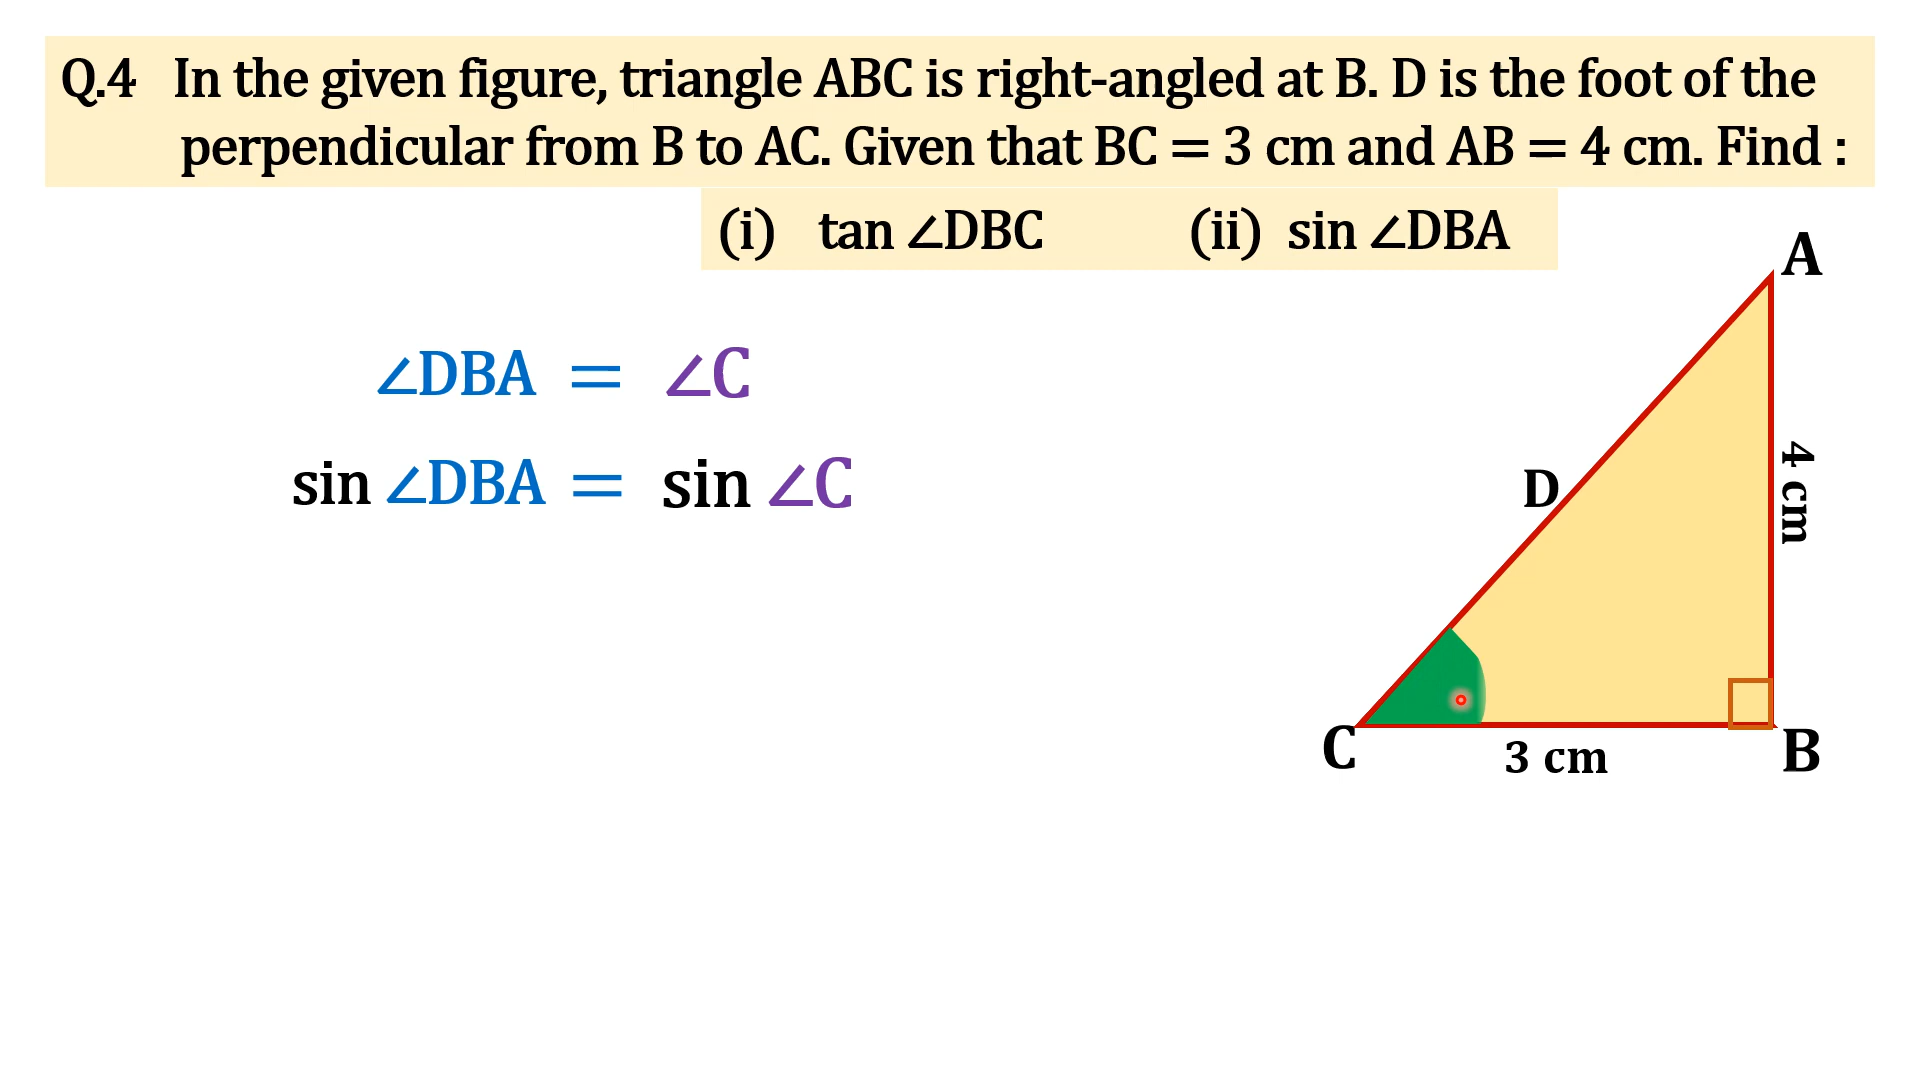 Q.4 In the given figure, triangle ABC is right-angled at B. D is the foot of the
perpendicular from B to AC. Given that BC = 3 cm and AB = 4 cm. Find :
(i) tan ∠DBC (ii) sin ∠DBA
A
∠DBA = ∠C
sin ∠DBA = sin ∠C
D
4 cm
C
3 cm
B